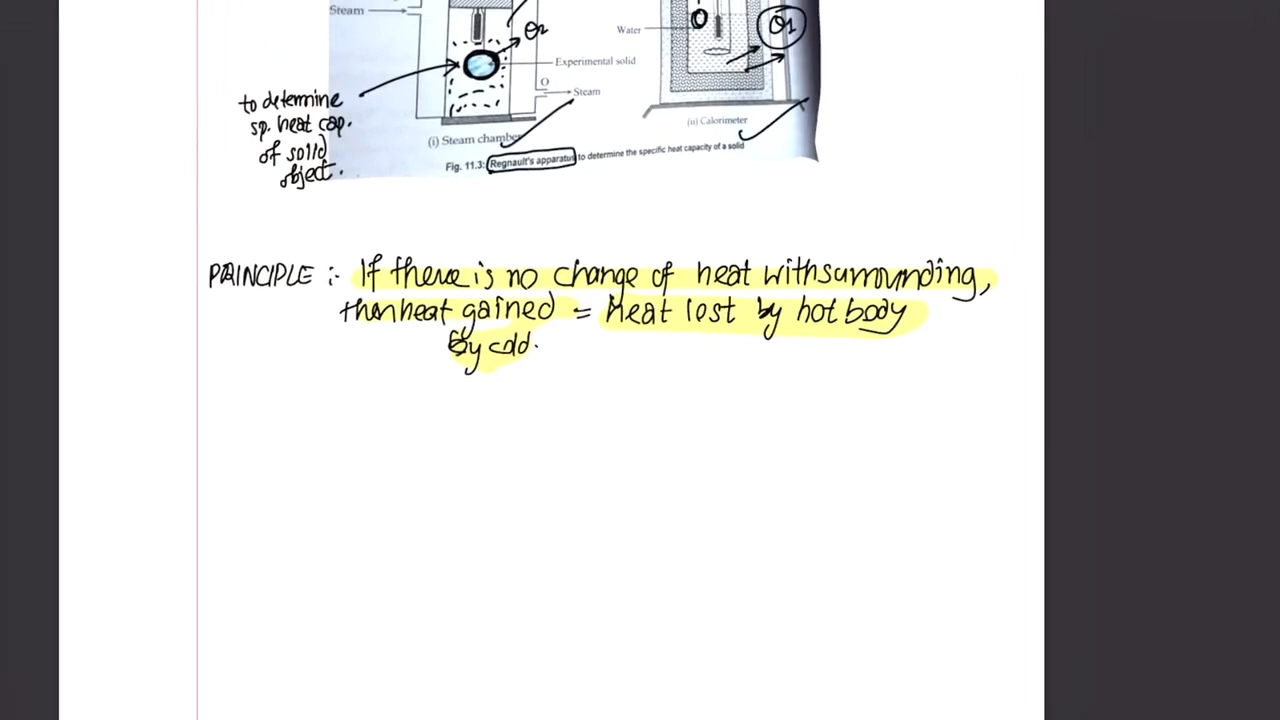 Steam
θ2
Water
θ1
Experimental solid
O
Steam
to determine
sp. heat cap.
of solid
object.
(i) Steam chamber
(ii) Calorimeter
Fig. 11.3: Regnault's apparatus to determine the specific heat capacity of a solid
PRINCIPLE :- If there is no change of heat with surrounding,
then heat gained = Heat lost by hot body
by cold.